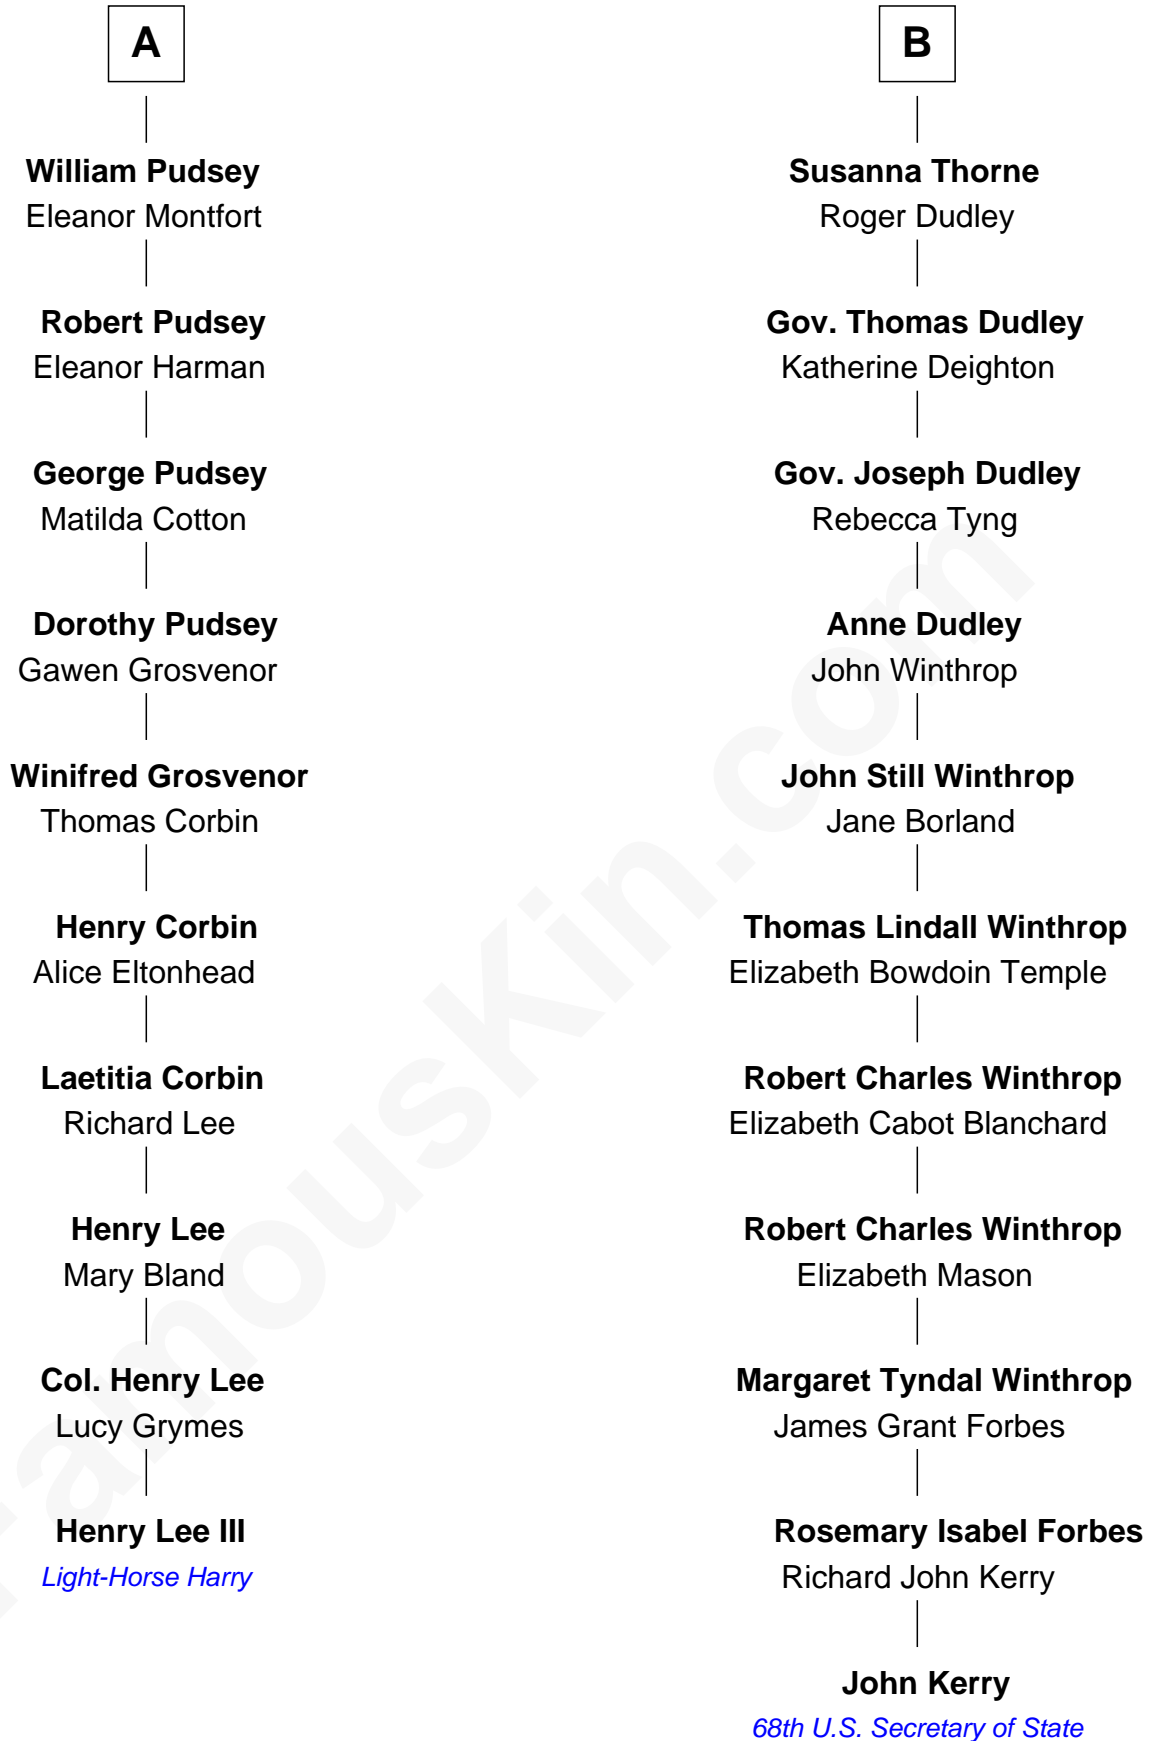 A
William Pudsey
Eleanor Montfort
Robert Pudsey
Eleanor Harman
George Pudsey
Matilda Cotton
Dorothy Pudsey
Gawen Grosvenor
Winifred Grosvenor
Thomas Corbin
Henry Corbin
Alice Eltonhead
Laetitia Corbin
Richard Lee
Henry Lee
Mary Bland
Col. Henry Lee
Lucy Grymes
Henry Lee III
Light-Horse Harry
B
Susanna Thorne
Roger Dudley
Gov. Thomas Dudley
Katherine Deighton
Gov. Joseph Dudley
Rebecca Tyng
Anne Dudley
John Winthrop
John Still Winthrop
Jane Borland
Thomas Lindall Winthrop
Elizabeth Bowdoin Temple
Robert Charles Winthrop
Elizabeth Cabot Blanchard
Robert Charles Winthrop
Elizabeth Mason
Margaret Tyndal Winthrop
James Grant Forbes
Rosemary Isabel Forbes
Richard John Kerry
John Kerry
68th U.S. Secretary of State
FamousKin.com